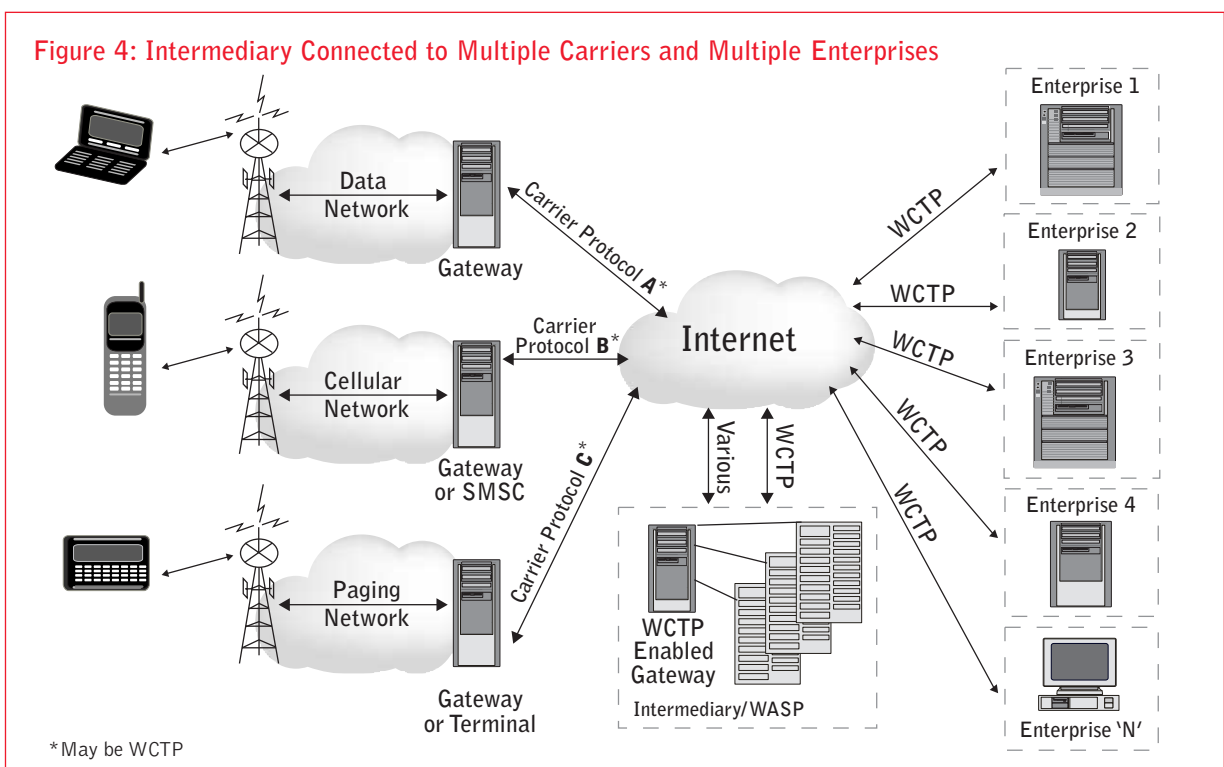 Figure 4: Intermediary Connected to Multiple Carriers and Multiple Enterprises
Data
Network
Gateway
Carrier Protocol A*
Cellular
Network
Gateway
or SMSC
Carrier
Protocol B*
Paging
Network
Gateway
or Terminal
Carrier Protocol C*
Internet
Various
WCTP
WCTP
Enabled
Gateway
Intermediary/WASP
WCTP
WCTP
WCTP
WCTP
WCTP
Enterprise 1
Enterprise 2
Enterprise 3
Enterprise 4
Enterprise ‘N’
*May be WCTP